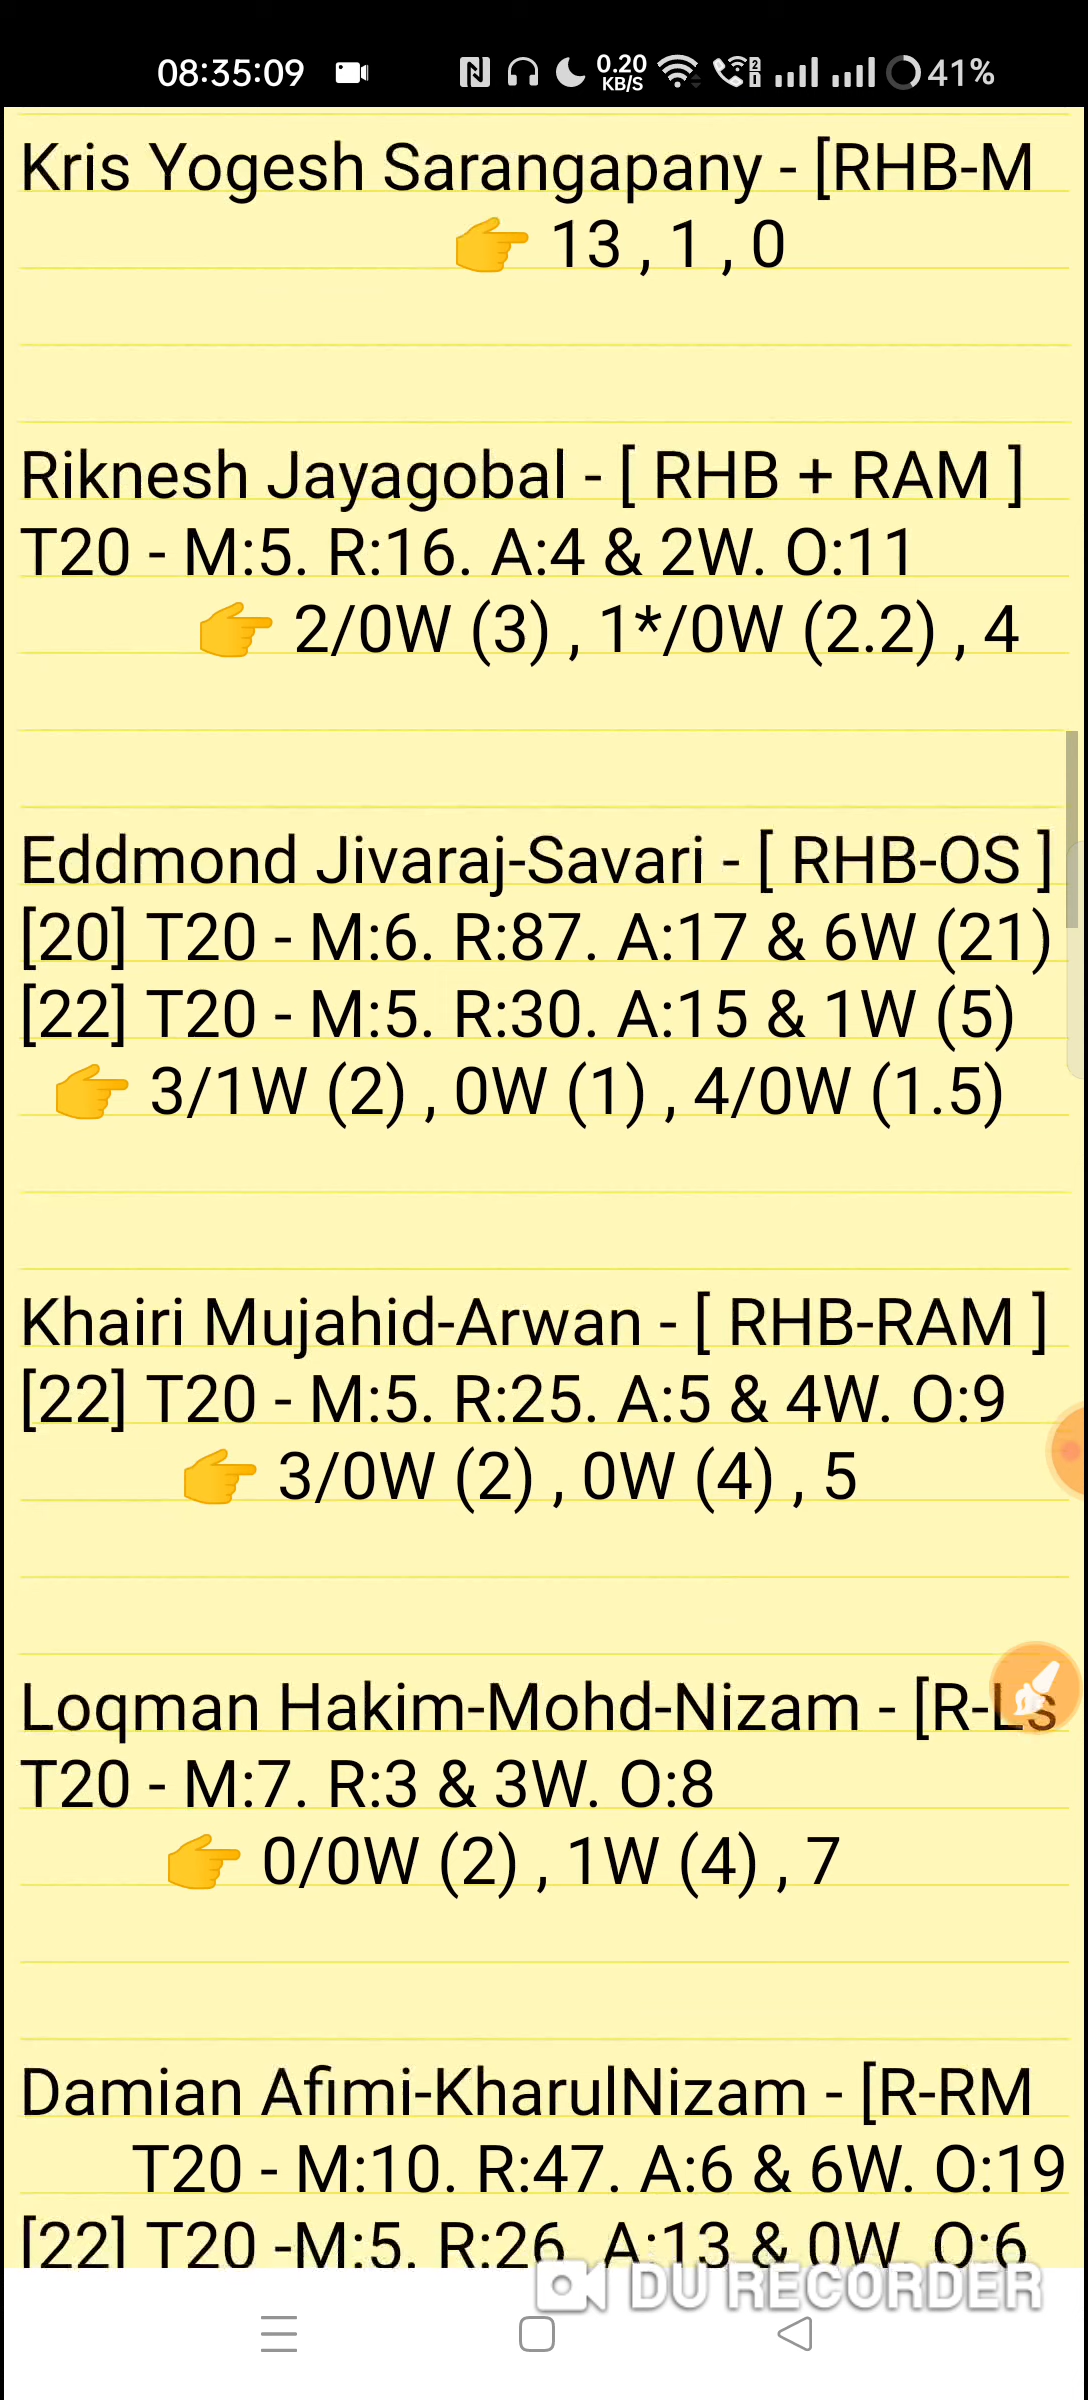 08:35:09 0.20 KB/S 2 1 41%
Kris Yogesh Sarangapany - [RHB-M
👉 13 , 1 , 0
Riknesh Jayagobal - [ RHB + RAM ]
T20 - M:5. R:16. A:4 & 2W. O:11
👉 2/0W (3) , 1*/0W (2.2) , 4
Eddmond Jivaraj-Savari - [ RHB-OS ]
[20] T20 - M:6. R:87. A:17 & 6W (21)
[22] T20 - M:5. R:30. A:15 & 1W (5)
👉 3/1W (2) , 0W (1) , 4/0W (1.5)
Khairi Mujahid-Arwan - [ RHB-RAM ]
[22] T20 - M:5. R:25. A:5 & 4W. O:9
👉 3/0W (2) , 0W (4) , 5
Loqman Hakim-Mohd-Nizam - [R-Ls
T20 - M:7. R:3 & 3W. O:8
👉 0/0W (2) , 1W (4) , 7
Damian Afimi-KharulNizam - [R-RM
T20 - M:10. R:47. A:6 & 6W. O:19
[22] T20 -M:5. R:26. A:13 & 0W. O:6
DU RECORDER